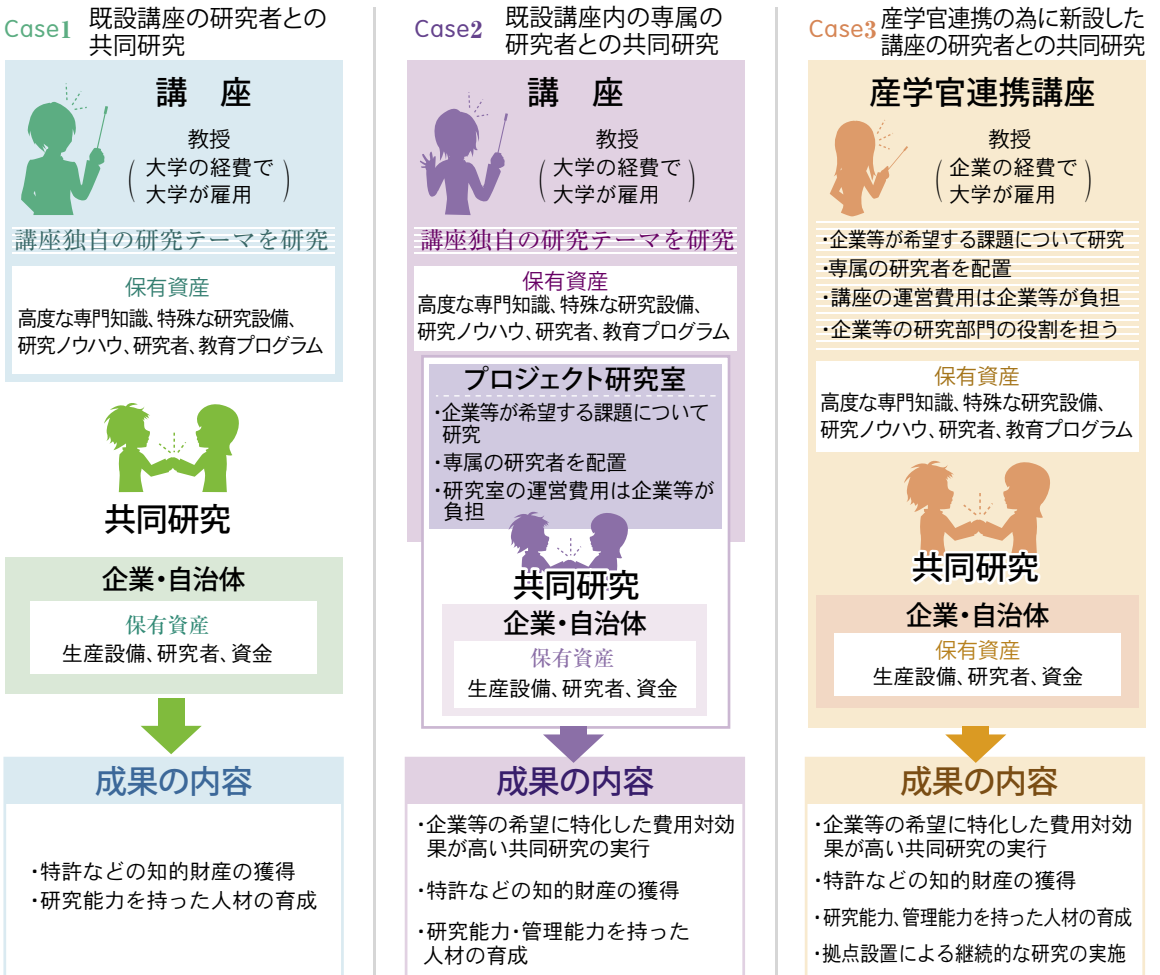 Case1 既設講座の研究者との
共同研究
講 座
教授
(大学の経費で
大学が雇用)
講座独自の研究テーマを研究
保有資産
高度な専門知識、特殊な研究設備、
研究ノウハウ、研究者、教育プログラム
共同研究
企業・自治体
保有資産
生産設備、研究者、資金
成果の内容
・特許などの知的財産の獲得
・研究能力を持った人材の育成
Case2 既設講座内の専属の
研究者との共同研究
講 座
教授
(大学の経費で
大学が雇用)
講座独自の研究テーマを研究
保有資産
高度な専門知識、特殊な研究設備、
研究ノウハウ、研究者、教育プログラム
プロジェクト研究室
・企業等が希望する課題について
研究
・専属の研究者を配置
・研究室の運営費用は企業等が
負担
共同研究
企業・自治体
保有資産
生産設備、研究者、資金
成果の内容
・企業等の希望に特化した費用対効
果が高い共同研究の実行
・特許などの知的財産の獲得
・研究能力・管理能力を持った
人材の育成
Case3 産学官連携の為に新設した
講座の研究者との共同研究
産学官連携講座
教授
(企業の経費で
大学が雇用)
・企業等が希望する課題について研究
・専属の研究者を配置
・講座の運営費用は企業等が負担
・企業等の研究部門の役割を担う
保有資産
高度な専門知識、特殊な研究設備、
研究ノウハウ、研究者、教育プログラム
共同研究
企業・自治体
保有資産
生産設備、研究者、資金
成果の内容
・企業等の希望に特化した費用対効
果が高い共同研究の実行
・特許などの知的財産の獲得
・研究能力、管理能力を持った人材の育成
・拠点設置による継続的な研究の実施